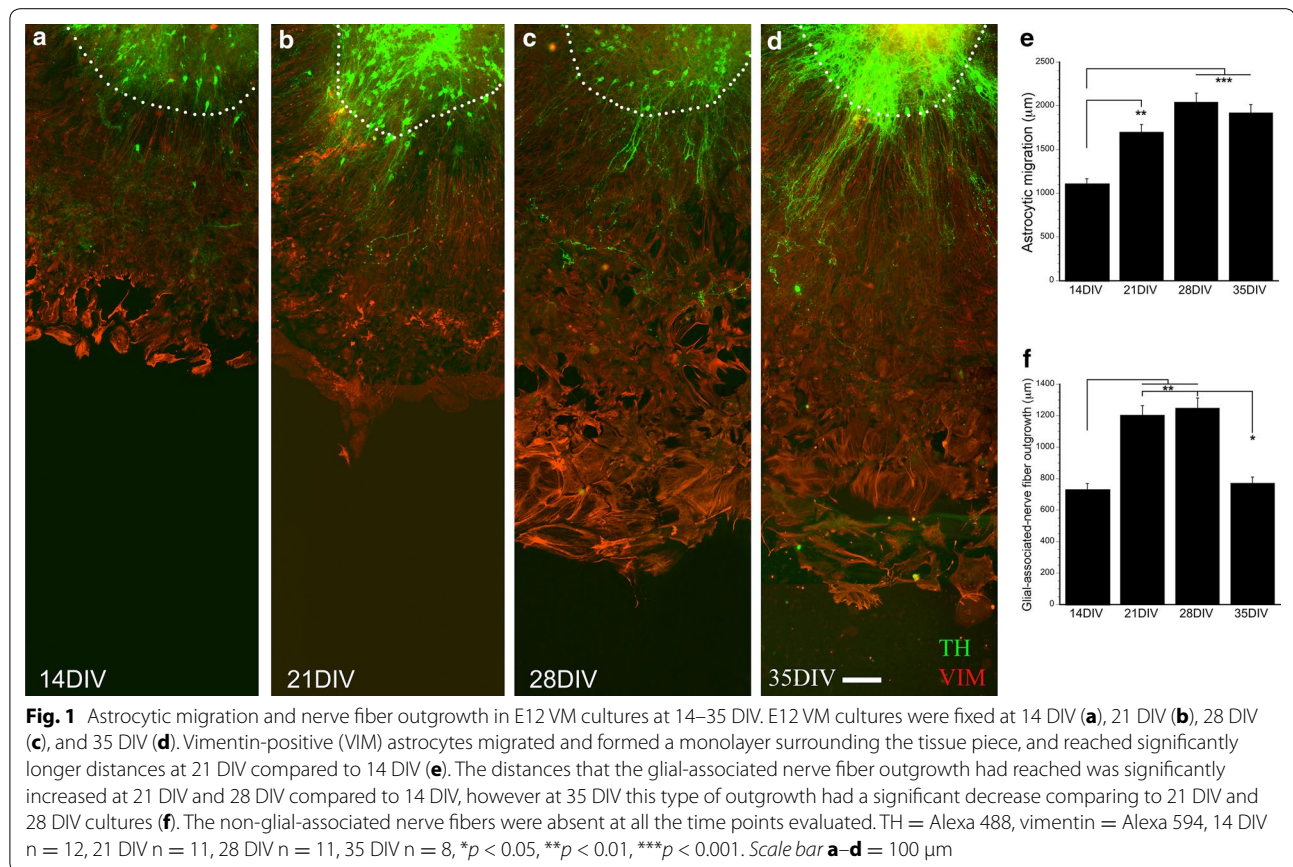 a
b
c
d
14DIV
21DIV
28DIV
35DIV
TH
VIM
e
Astrocytic migration (μm)
2500
2000
1500
1000
500
0
**
***
14DIV 21DIV 28DIV 35DIV
f
Glial-associated-nerve fiber outgrowth (μm)
1400
1200
1000
800
600
400
200
0
**
*
14DIV 21DIV 28DIV 35DIV
Fig. 1 Astrocytic migration and nerve fiber outgrowth in E12 VM cultures at 14–35 DIV. E12 VM cultures were fixed at 14 DIV (a), 21 DIV (b), 28 DIV
(c), and 35 DIV (d). Vimentin-positive (VIM) astrocytes migrated and formed a monolayer surrounding the tissue piece, and reached significantly
longer distances at 21 DIV compared to 14 DIV (e). The distances that the glial-associated nerve fiber outgrowth had reached was significantly
increased at 21 DIV and 28 DIV compared to 14 DIV, however at 35 DIV this type of outgrowth had a significant decrease comparing to 21 DIV and
28 DIV cultures (f). The non-glial-associated nerve fibers were absent at all the time points evaluated. TH = Alexa 488, vimentin = Alexa 594, 14 DIV
n = 12, 21 DIV n = 11, 28 DIV n = 11, 35 DIV n = 8, *p < 0.05, **p < 0.01, ***p < 0.001. Scale bar a–d = 100 μm